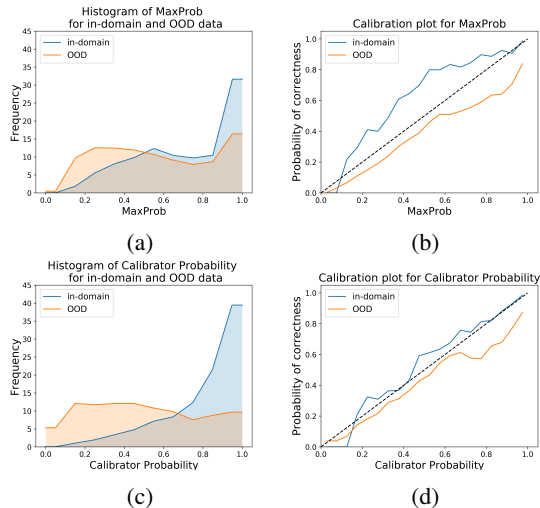 Histogram of MaxProb
for in-domain and OOD data
45
40
35
30
25
20
15
10
5
0
Frequency
in-domain
OOD
0.0 0.2 0.4 0.6 0.8 1.0
MaxProb
(a)
Calibration plot for MaxProb
1.0
0.8
0.6
0.4
0.2
0.0
Probability of correctness
in-domain
OOD
0.0 0.2 0.4 0.6 0.8 1.0
MaxProb
(b)
Histogram of Calibrator Probability
for in-domain and OOD data
45
40
35
30
25
20
15
10
5
0
Frequency
in-domain
OOD
0.0 0.2 0.4 0.6 0.8 1.0
Calibrator Probability
(c)
Calibration plot for Calibrator Probability
1.0
0.8
0.6
0.4
0.2
0.0
Probability of correctness
in-domain
OOD
0.0 0.2 0.4 0.6 0.8 1.0
Calibrator Probability
(d)